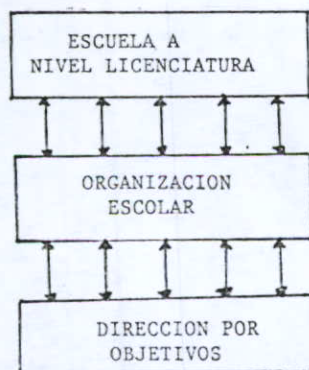 ESCUELA A
NIVEL LICENCIATURA
ORGANIZACION
ESCOLAR
DIRECCION POR
OBJETIVOS